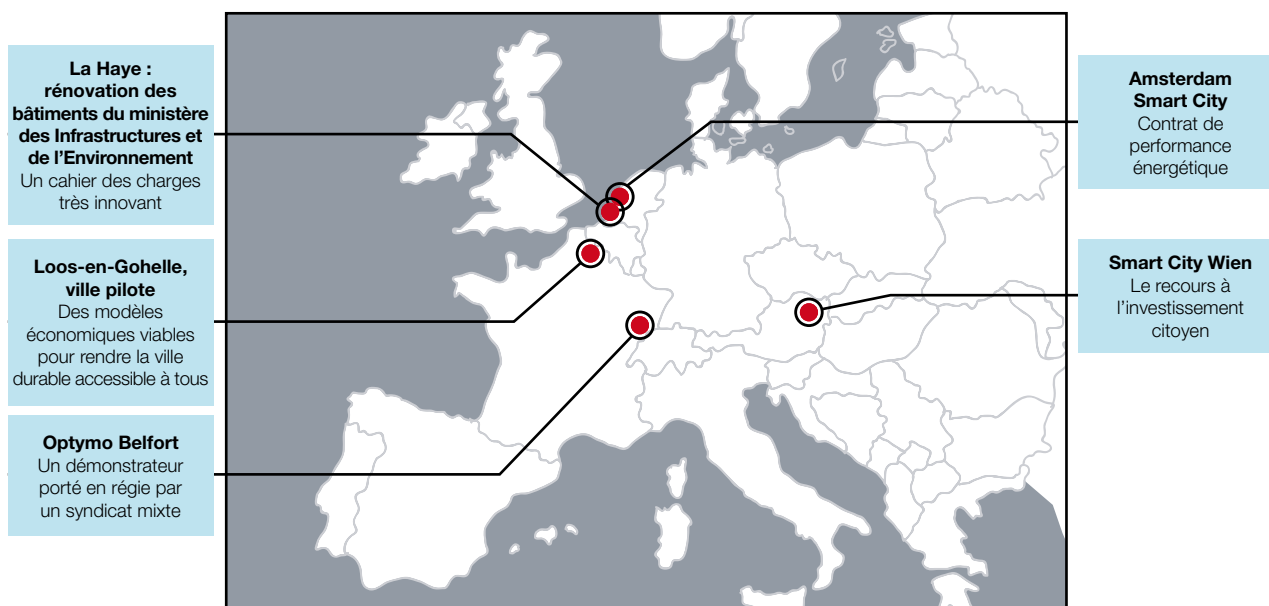 La Haye :
rénovation des
bâtiments du ministère
des Infrastructures et
de l’Environnement
Un cahier des charges
très innovant
Loos-en-Gohelle,
ville pilote
Des modèles
économiques viables
pour rendre la ville
durable accessible à tous
Optymo Belfort
Un démonstrateur
porté en régie par
un syndicat mixte
Amsterdam
Smart City
Contrat de
performance
énergétique
Smart City Wien
Le recours à
l’investissement
citoyen